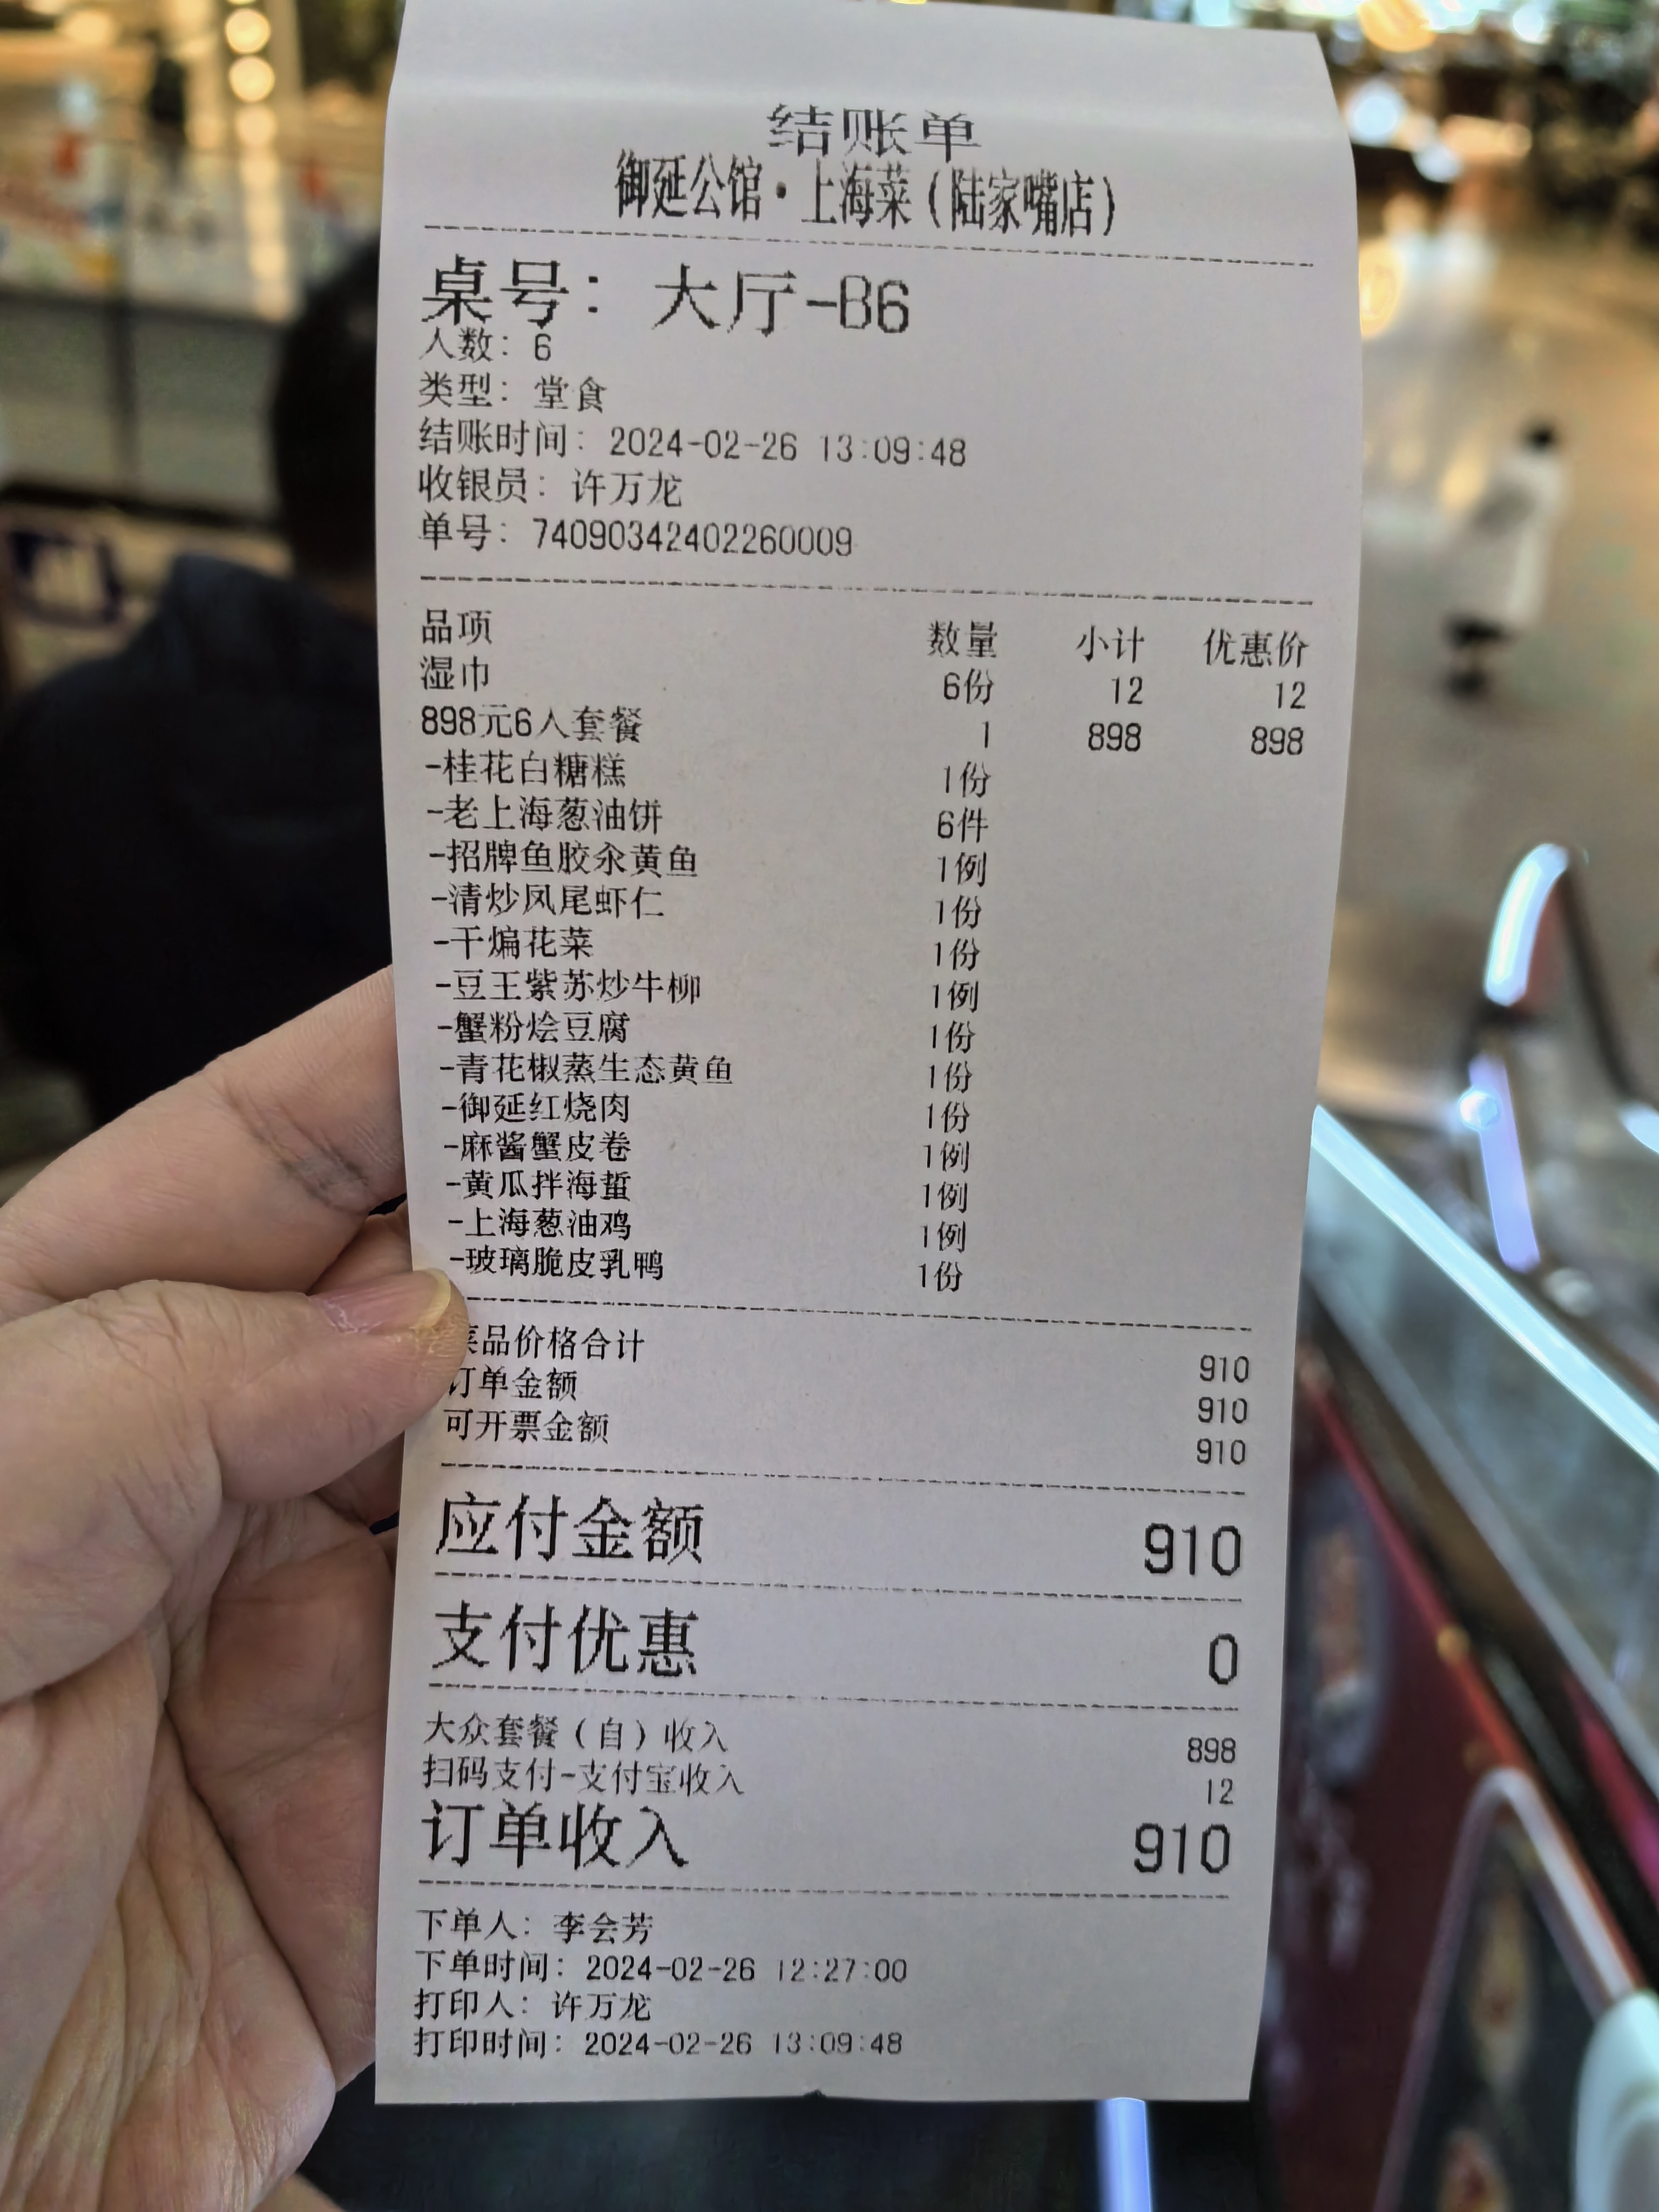 结账单
御延公馆·上海菜(陆家嘴店)
桌号: 大厅-B6
人数: 6
类型: 堂食
结账时间: 2024-02-26 13:09:48
收银员: 许万龙
单号: 74090342402260009
品项 数量 小计 优惠价
湿巾 6份 12 12
898元6人套餐 1 898 898
-桂花白糖糕 1份
-老上海葱油饼 6件
-招牌鱼胶汆黄鱼 1例
-清炒凤尾虾仁 1份
-干煸花菜 1份
-豆王紫苏炒牛柳 1例
-蟹粉烩豆腐 1份
-青花椒蒸生态黄鱼 1份
-御延红烧肉 1份
-麻酱蟹皮卷 1例
-黄瓜拌海蜇 1例
-上海葱油鸡 1例
-玻璃脆皮乳鸭 1份
菜品价格合计 910
订单金额 910
可开票金额 910
应付金额 910
支付优惠 0
大众套餐(自)收入 898
扫码支付-支付宝收入 12
订单收入 910
下单人: 李会芳
下单时间: 2024-02-26 12:27:00
打印人: 许万龙
打印时间: 2024-02-26 13:09:48